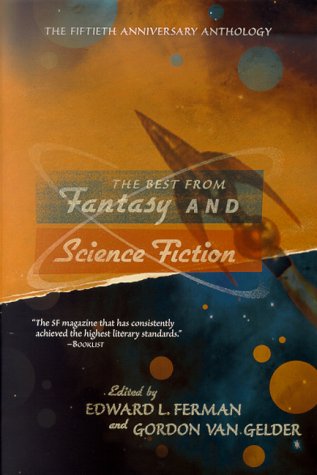 THE FIFTIETH ANNIVERSARY ANTHOLOGY
THE BEST FROM
Fantasy AND
Science Fiction
"The SF magazine that has consistently
achieved the highest literary standards."
—BOOKLIST
Edited by
EDWARD L. FERMAN
and GORDON VAN GELDER